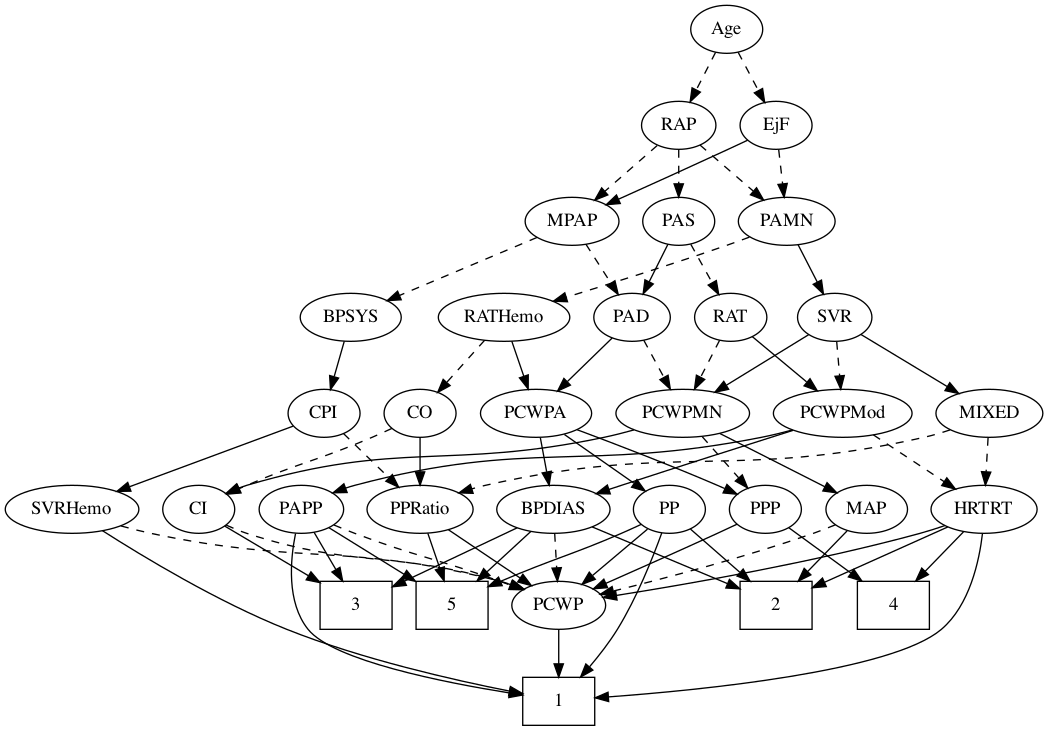 Age
RAP
EjF
MPAP
PAS
PAMN
BPSYS
RATHemo
PAD
RAT
SVR
CPI
CO
PCWPA
PCWPMN
PCWPMod
MIXED
SVRHemo
CI
PAPP
PPRatio
BPDIAS
PP
PPP
MAP
HRTRT
3
5
PCWP
2
4
1